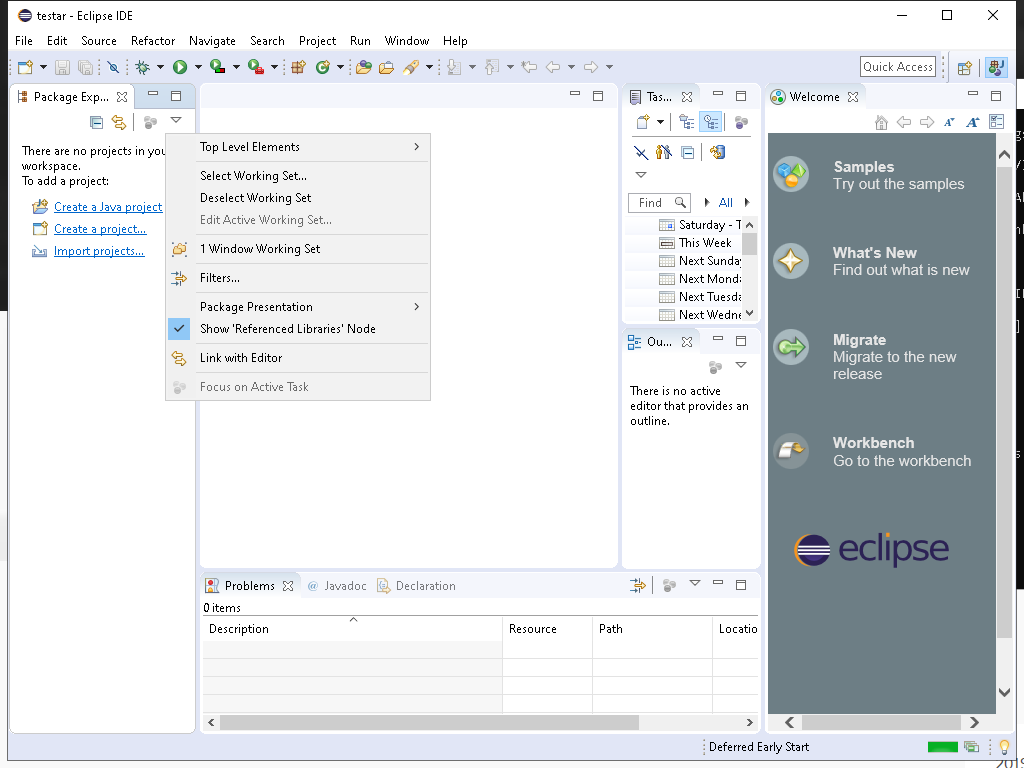 testar - Eclipse IDE
File Edit Source Refactor Navigate Search Project Run Window Help
Quick Access
Package Exp...
There are no projects in you
workspace.
To add a project:
Create a Java project
Create a project...
Import projects...
Top Level Elements
Select Working Set...
Deselect Working Set
Edit Active Working Set...
1 Window Working Set
Filters...
Package Presentation
Show 'Referenced Libraries' Node
Link with Editor
Focus on Active Task
Tas...
Find
All
Saturday - T
This Week
Next Sunday
Next Monda
Next Tuesda
Next Wedne
Ou...
There is no active
editor that provides an
outline.
Welcome
Samples
Try out the samples
What's New
Find out what is new
Migrate
Migrate to the new
release
Workbench
Go to the workbench
eclipse
Problems @ Javadoc Declaration
0 items
Description Resource Path Locatio
Deferred Early Start